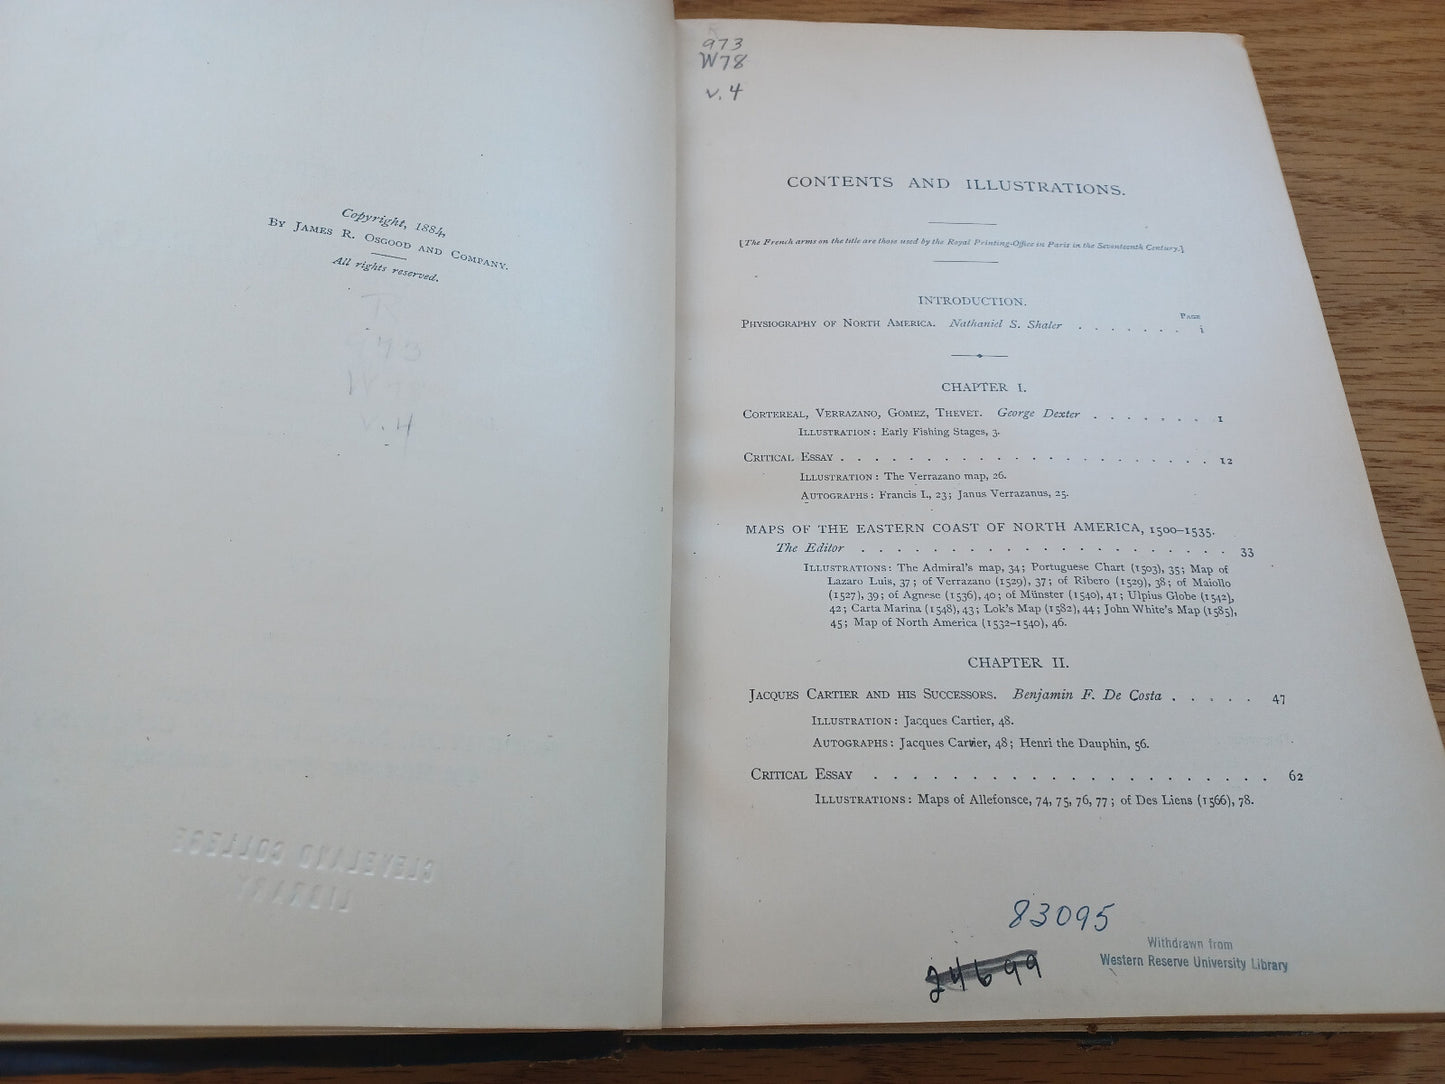 Copyright, 1884,
By James R. Osgood and Company.
All rights reserved.
R
W78
v.4
CLEVELAND COLLEGE
LIBRARY
973
W78
v.4
CONTENTS AND ILLUSTRATIONS.
[The French arms on the title are those used by the Royal Printing-Office in Paris in the Seventeenth Century.]
INTRODUCTION.
Page
Physiography of North America. Nathaniel S. Shaler . . . . . . . i
CHAPTER I.
Cortereal, Verrazano, Gomez, Thevet. George Dexter . . . . . . . 1
Illustration: Early Fishing Stages, 3.
Critical Essay . . . . . . . . . . . . . . . . . . . . . 12
Illustration: The Verrazano map, 26.
Autographs: Francis I., 23; Janus Verrazanus, 25.
MAPS OF THE EASTERN COAST OF NORTH AMERICA, 1500–1535.
The Editor . . . . . . . . . . . . . . . . . . . . . 33
Illustrations: The Admiral's map, 34; Portuguese Chart (1503), 35; Map of
Lazaro Luis, 37; of Verrazano (1529), 37; of Ribero (1529), 38; of Maiollo
(1527), 39; of Agnese (1536), 40; of Münster (1540), 41; Ulpius Globe (1542),
42; Carta Marina (1548), 43; Lok's Map (1582), 44; John White's Map (1585),
45; Map of North America (1532–1540), 46.
CHAPTER II.
Jacques Cartier and his Successors. Benjamin F. De Costa . . . . . 47
Illustration: Jacques Cartier, 48.
Autographs: Jacques Cartier, 48; Henri the Dauphin, 56.
Critical Essay . . . . . . . . . . . . . . . . . . . . 62
Illustrations: Maps of Allefonsce, 74, 75, 76, 77; of Des Liens (1566), 78.
83095
24699
Withdrawn from
Western Reserve University Library